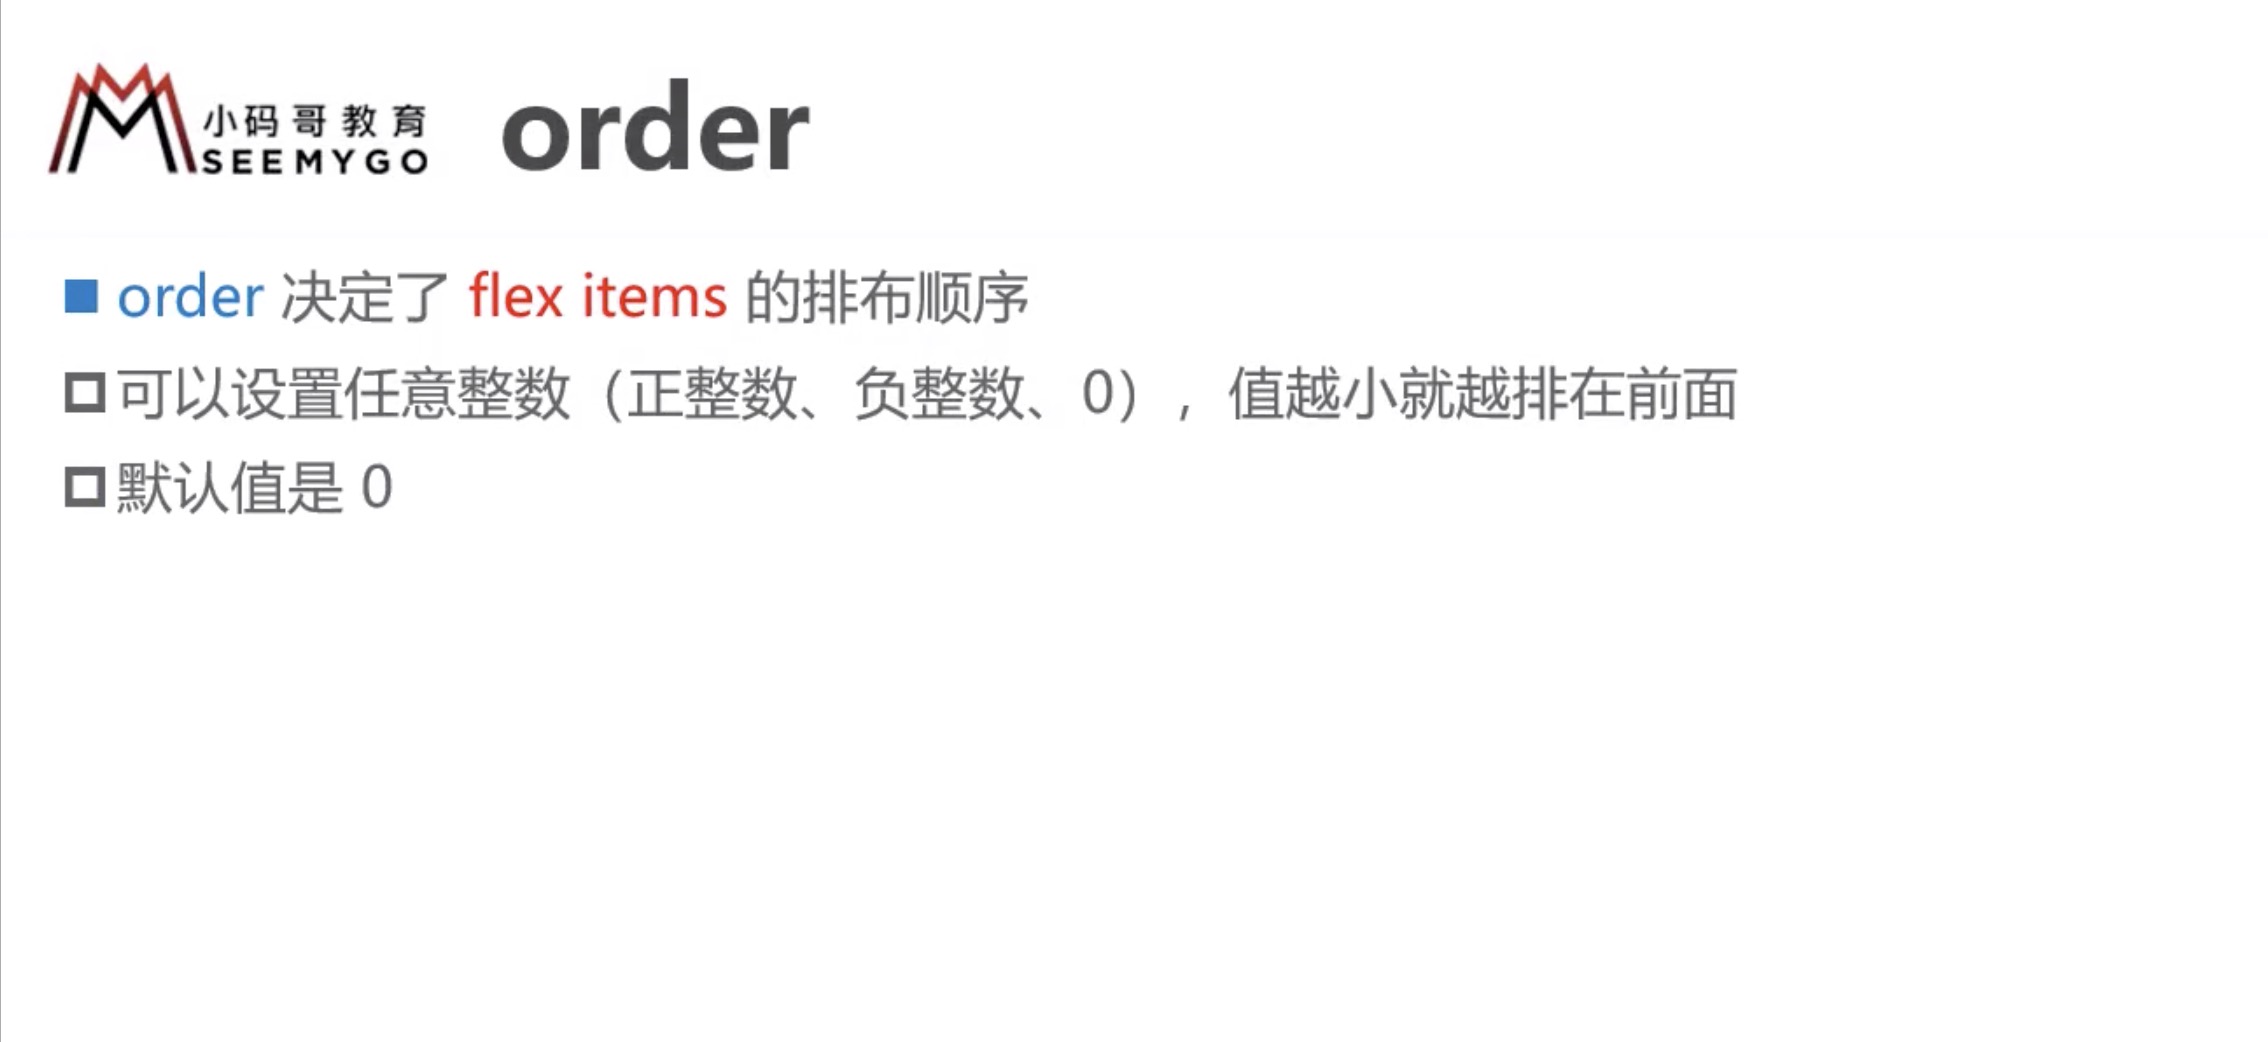 小码哥教育
SEEMYGO
order
order 决定了 flex items 的排布顺序
可以设置任意整数（正整数、负整数、0），值越小就越排在前面
默认值是 0